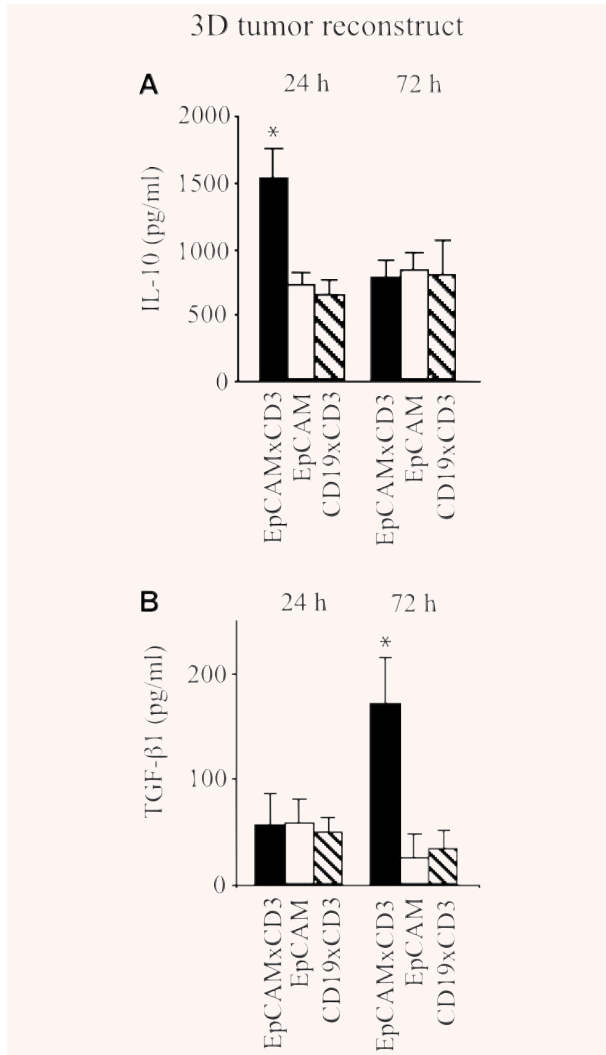 3D tumor reconstruct
A
24 h 72 h
IL-10 (pg/ml)
2000
*
1500
1000
500
0
EpCAMxCD3
EpCAM
CD19xCD3
EpCAMxCD3
EpCAM
CD19xCD3
B
24 h 72 h
TGF-β1 (pg/ml)
*
200
100
0
EpCAMxCD3
EpCAM
CD19xCD3
EpCAMxCD3
EpCAM
CD19xCD3